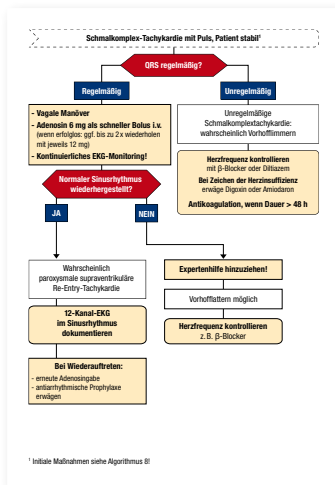 Schmalkomplex-Tachykardie mit Puls, Patient stabil¹
QRS regelmäßig?
Regelmäßig
Unregelmäßig
- Vagale Manöver
- Adenosin 6 mg als schneller Bolus i.v.
(wenn erfolglos: ggf. bis zu 2x wiederholen
mit jeweils 12 mg)
- Kontinuierliches EKG-Monitoring!
Unregelmäßige
Schmalkomplextachykardie:
wahrscheinlich Vorhofflimmern
Herzfrequenz kontrollieren
mit β-Blocker oder Diltiazem
Bei Zeichen der Herzinsuffizienz
erwäge Digoxin oder Amiodaron
Antikoagulation, wenn Dauer > 48 h
Normaler Sinusrhythmus
wiederhergestellt?
JA
NEIN
Wahrscheinlich
paroxysmale supraventrikuläre
Re-Entry-Tachykardie
Expertenhilfe hinzuziehen!
Vorhofflattern möglich
12-Kanal-EKG
im Sinusrhythmus
dokumentieren
Herzfrequenz kontrollieren
z.B. β-Blocker
Bei Wiederauftreten:
- erneute Adenosingabe
- antiarrhythmische Prophylaxe
erwägen
¹ Initiale Maßnahmen siehe Algorithmus 8!